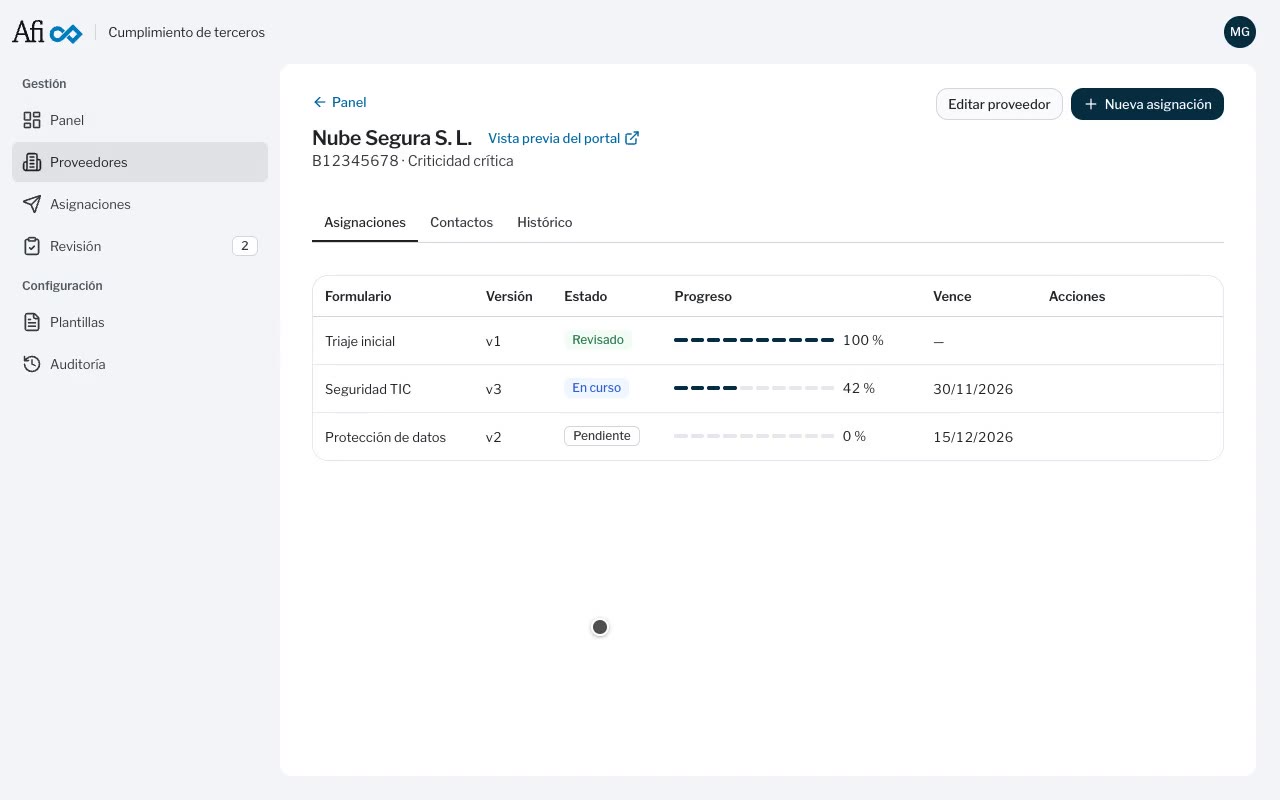 Afi
Cumplimiento de terceros
MG
Gestión
Panel
Proveedores
Asignaciones
Revisión 2
Configuración
Plantillas
Auditoría
Panel
Editar proveedor
Nueva asignación
Nube Segura S. L. Vista previa del portal
B12345678 · Criticidad crítica
Asignaciones Contactos Histórico
Formulario Versión Estado Progreso Vence Acciones
Triaje inicial v1 Revisado 100 % —
Seguridad TIC v3 En curso 42 % 30/11/2026
Protección de datos v2 Pendiente 0 % 15/12/2026